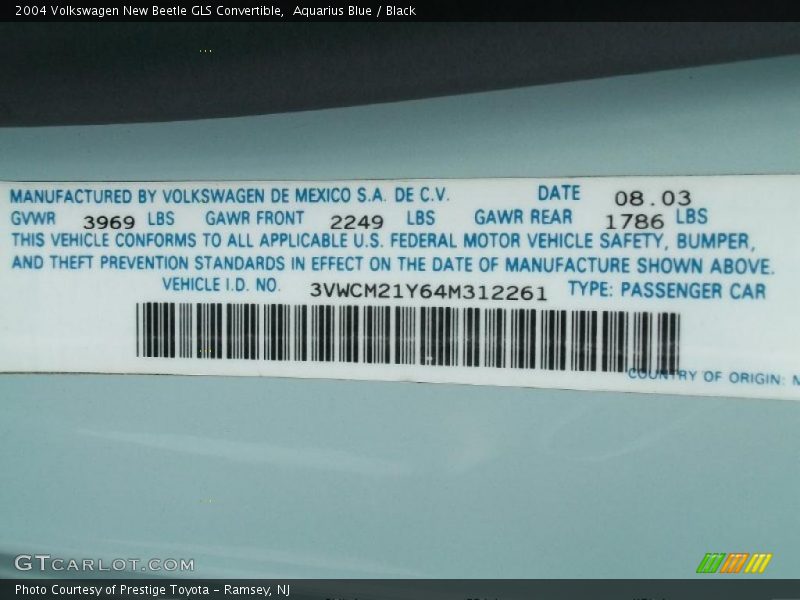 2004 Volkswagen New Beetle GLS Convertible,  Aquarius Blue / Black
MANUFACTURED BY VOLKSWAGEN DE MEXICO S.A. DE C.V. DATE 08.03
GVWR 3969 LBS GAWR FRONT 2249 LBS GAWR REAR 1786 LBS
THIS VEHICLE CONFORMS TO ALL APPLICABLE U.S. FEDERAL MOTOR VEHICLE SAFETY, BUMPER,
AND THEFT PREVENTION STANDARDS IN EFFECT ON THE DATE OF MANUFACTURE SHOWN ABOVE.
VEHICLE I.D. NO. 3VWCM21Y64M312261 TYPE: PASSENGER CAR
COUNTRY OF ORIGIN: M
GTCARLOT.COM
Photo Courtesy of Prestige Toyota - Ramsey, NJ